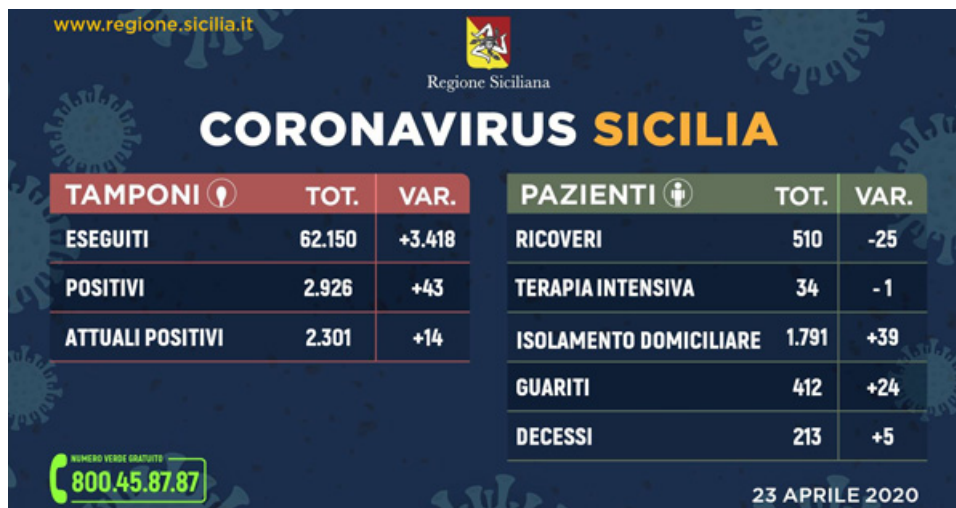 www.regione.sicilia.it
Regione Siciliana
CORONAVIRUS SICILIA
TAMPONI TOT. VAR.
ESEGUITI 62.150 +3.418
POSITIVI 2.926 +43
ATTUALI POSITIVI 2.301 +14
PAZIENTI TOT. VAR.
RICOVERI 510 -25
TERAPIA INTENSIVA 34 -1
ISOLAMENTO DOMICILIARE 1.791 +39
GUARITI 412 +24
DECESSI 213 +5
NUMERO VERDE GRATUITO
800.45.87.87
23 APRILE 2020